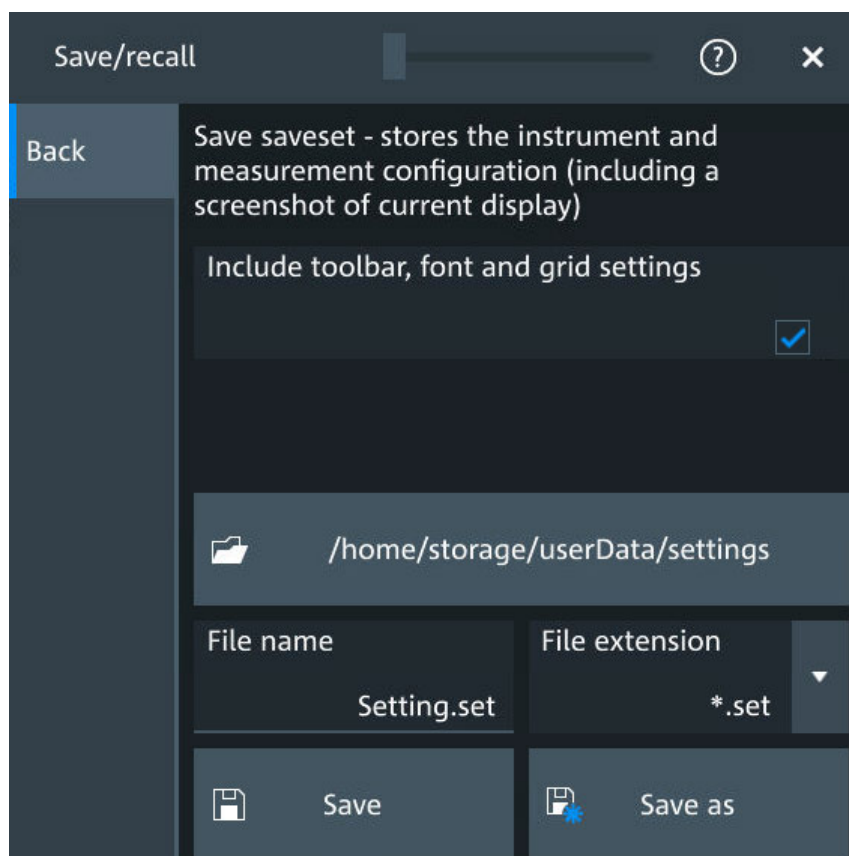 Save/recall
?
Back
Save saveset - stores the instrument and
measurement configuration (including a
screenshot of current display)
Include toolbar, font and grid settings
/home/storage/userData/settings
File name
File extension
Setting.set
*.set
Save
Save as